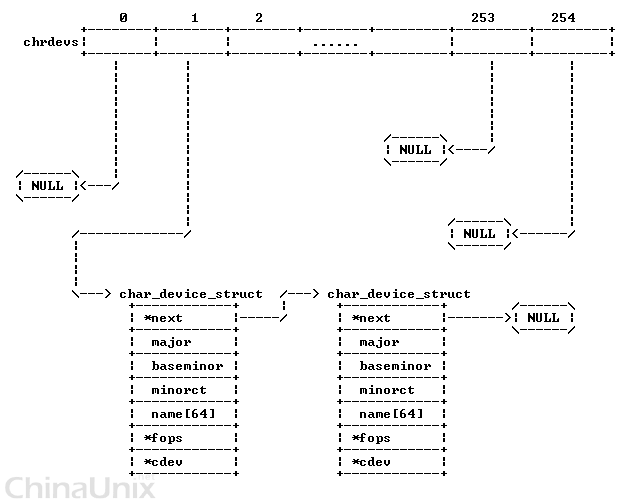 0 1 2 253 254
chrdevs ......
NULL
NULL
NULL
char_device_struct char_device_struct
*next *next NULL
major major
baseminor baseminor
minorct minorct
name[64] name[64]
*fops *fops
*cdev *cdev
ChinaUnix